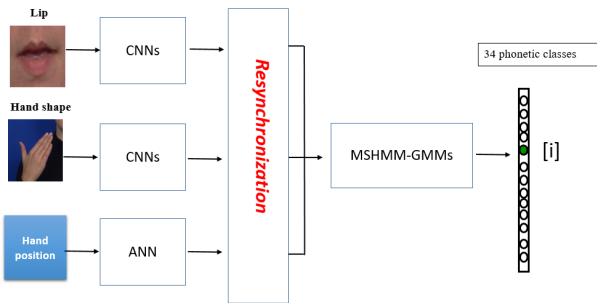 Lip
CNNs
Hand shape
CNNs
Hand
position
ANN
Resynchronization
MSHMM-GMMs
34 phonetic classes
[i]